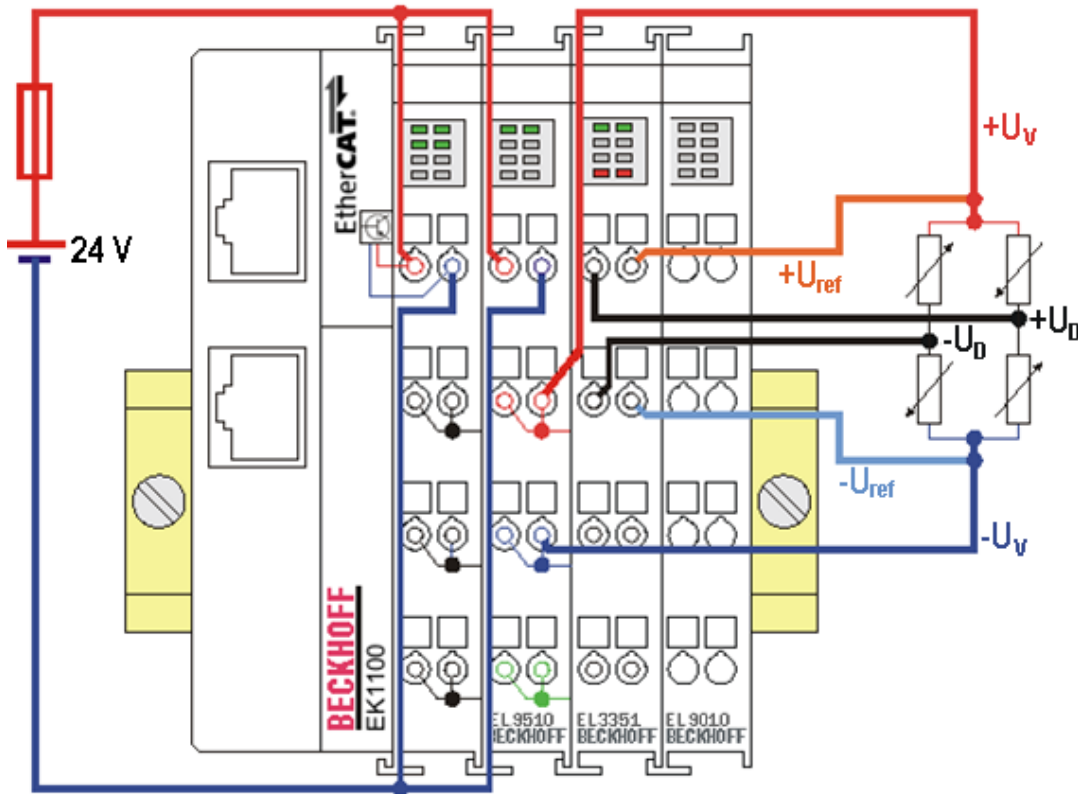 24 V
EtherCAT®
BECKHOFF
EK1100
EL9510
BECKHOFF
EL3351
BECKHOFF
EL9010
BECKHOFF
+Uv
+Uref
+UD
-UD
-Uref
-Uv